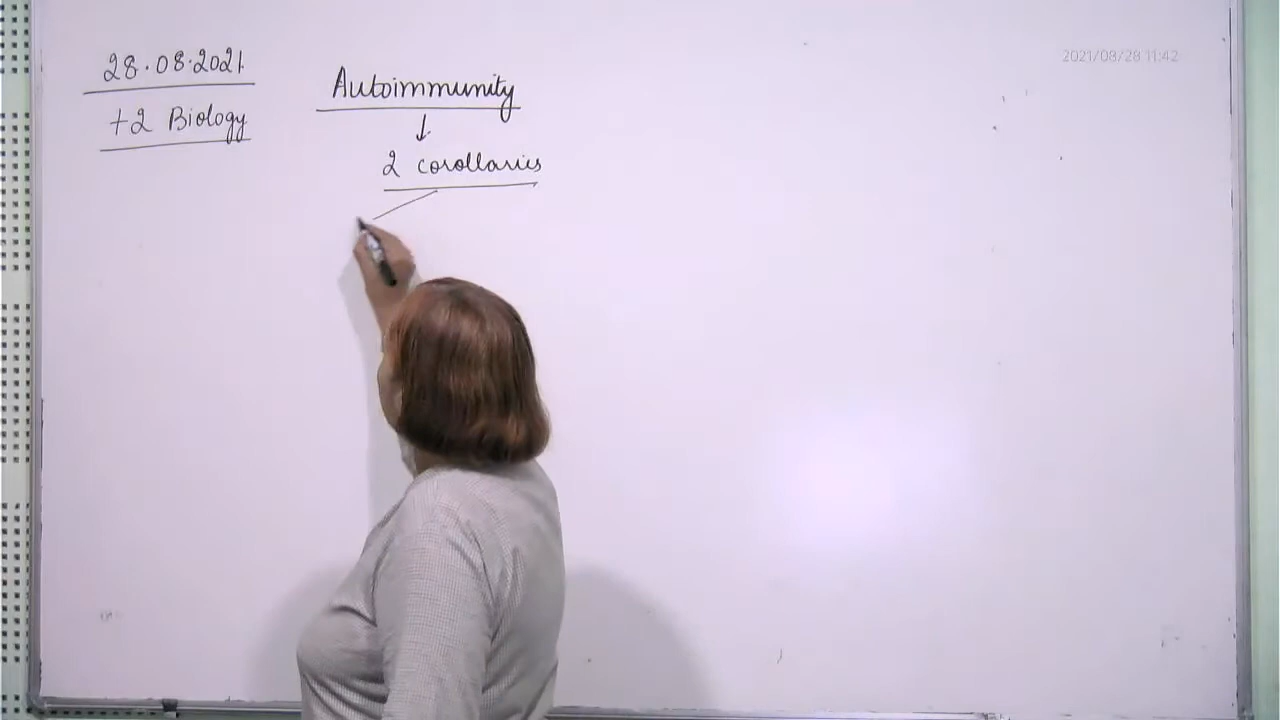 28.08.2021
+2 Biology
Autoimmunity
↓
2 corollaries
2021/08/28 11:42